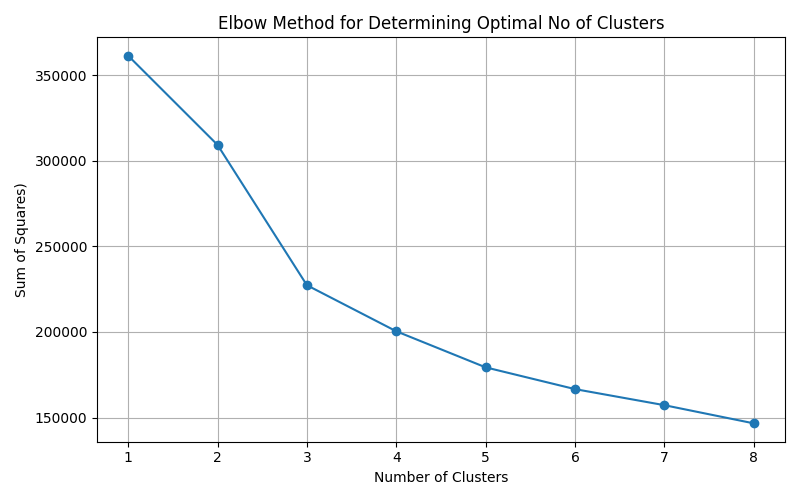 Elbow Method for Determining Optimal No of Clusters
Sum of Squares)
350000
300000
250000
200000
150000
1 2 3 4 5 6 7 8
Number of Clusters